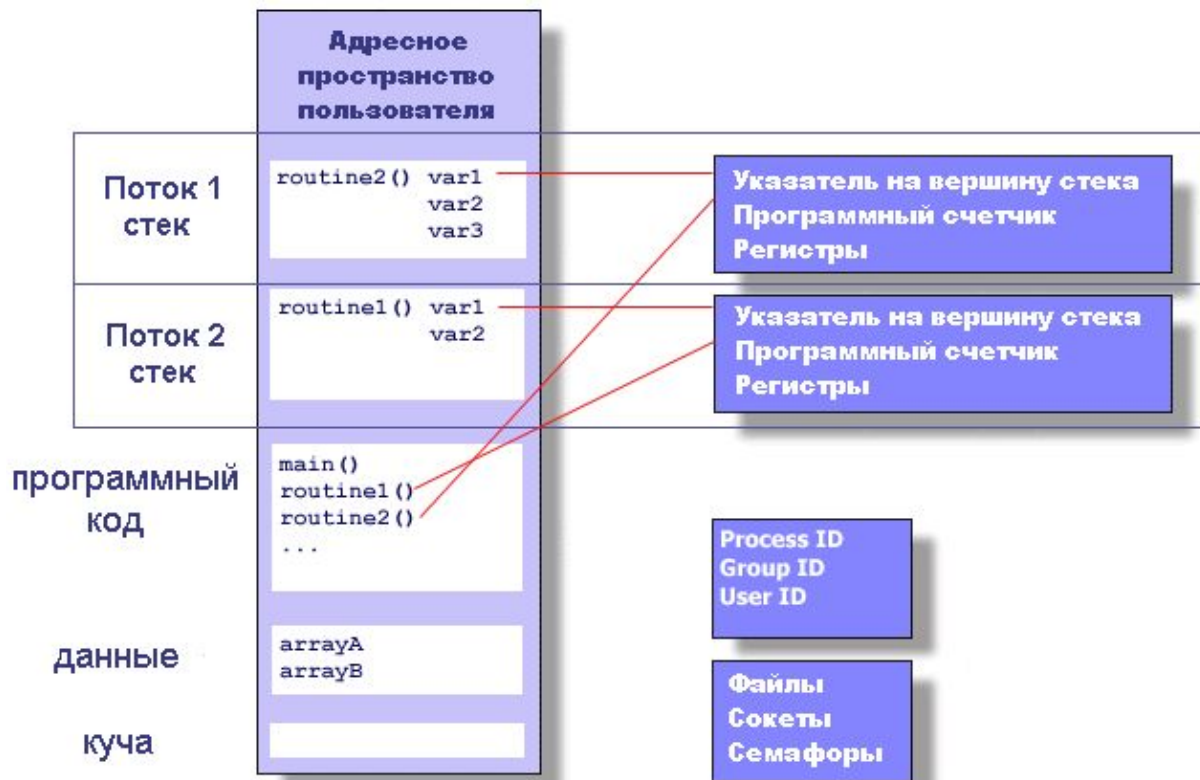 Адресное
пространство
пользователя
Поток 1
стек
routine2() var1
var2
var3
Указатель на вершину стека
Программный счетчик
Регистры
Поток 2
стек
routine1() var1
var2
Указатель на вершину стека
Программный счетчик
Регистры
программный
код
main()
routine1()
routine2()
...
Process ID
Group ID
User ID
данные
arrayA
arrayB
Файлы
Сокеты
Семафоры
куча